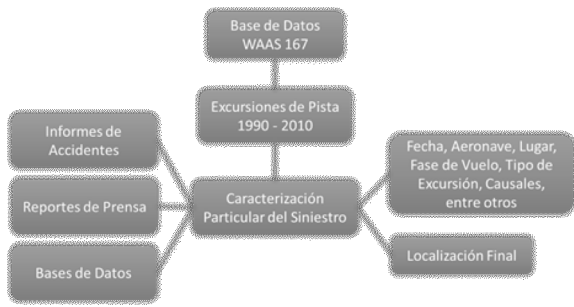 Base de Datos
WAAS 167
Excursiones de Pista
1990 - 2010
Informes de
Accidentes
Reportes de Prensa
Bases de Datos
Caracterización
Particular del Siniestro
Fecha, Aeronave, Lugar,
Fase de Vuelo, Tipo de
Excursión, Causales,
entre otros
Localización Final